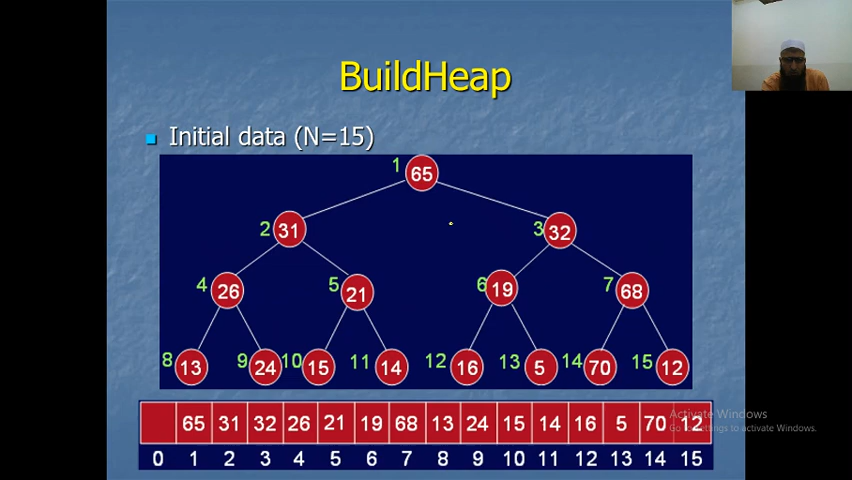 BuildHeap
Initial data (N=15)
1 65
2 31 3 32
4 26 5 21 6 19 7 68
8 13 9 24 10 15 11 14 12 16 13 5 14 70 15 12
65 31 32 26 21 19 68 13 24 15 14 16 5 70 12
0 1 2 3 4 5 6 7 8 9 10 11 12 13 14 15
Activate Windows
Go to Settings to activate Windows.